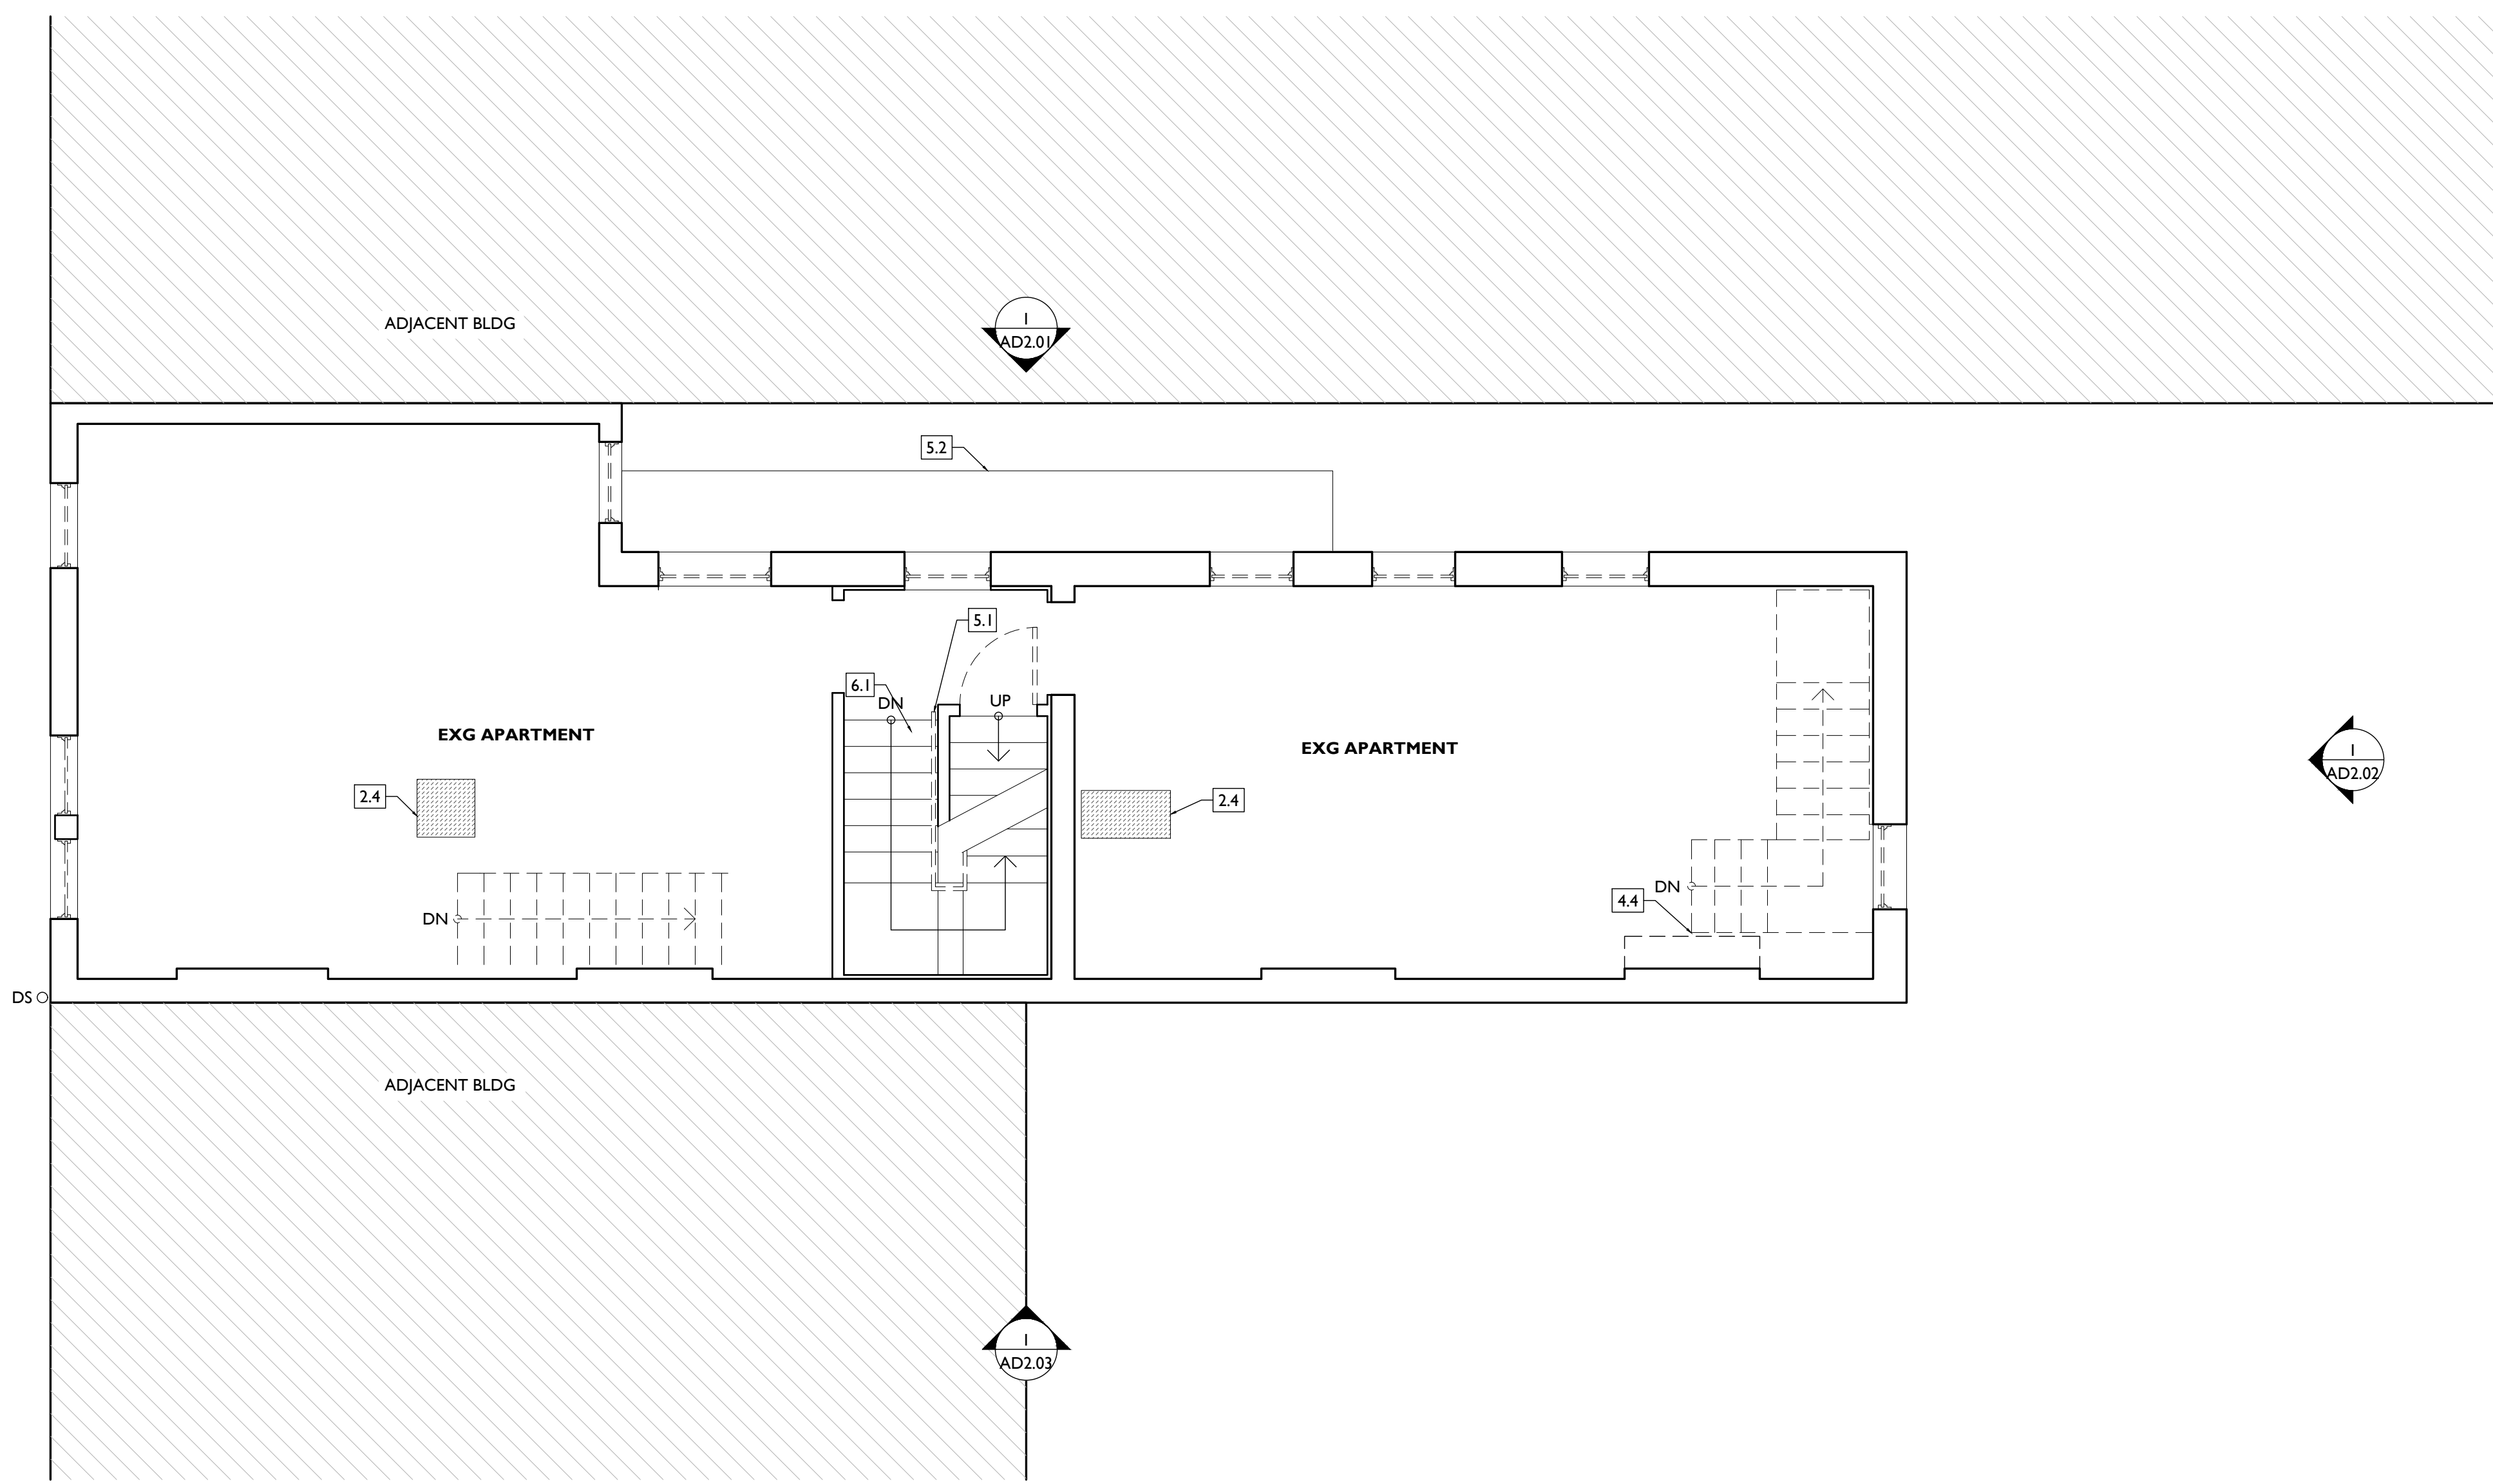 ADJACENT BLDG
1
AD2.01
5.2
5.1
6.1
DN
UP
EXG APARTMENT
EXG APARTMENT
1
AD2.02
2.4
2.4
DN
4.4
DN
DS
ADJACENT BLDG
1
AD2.03